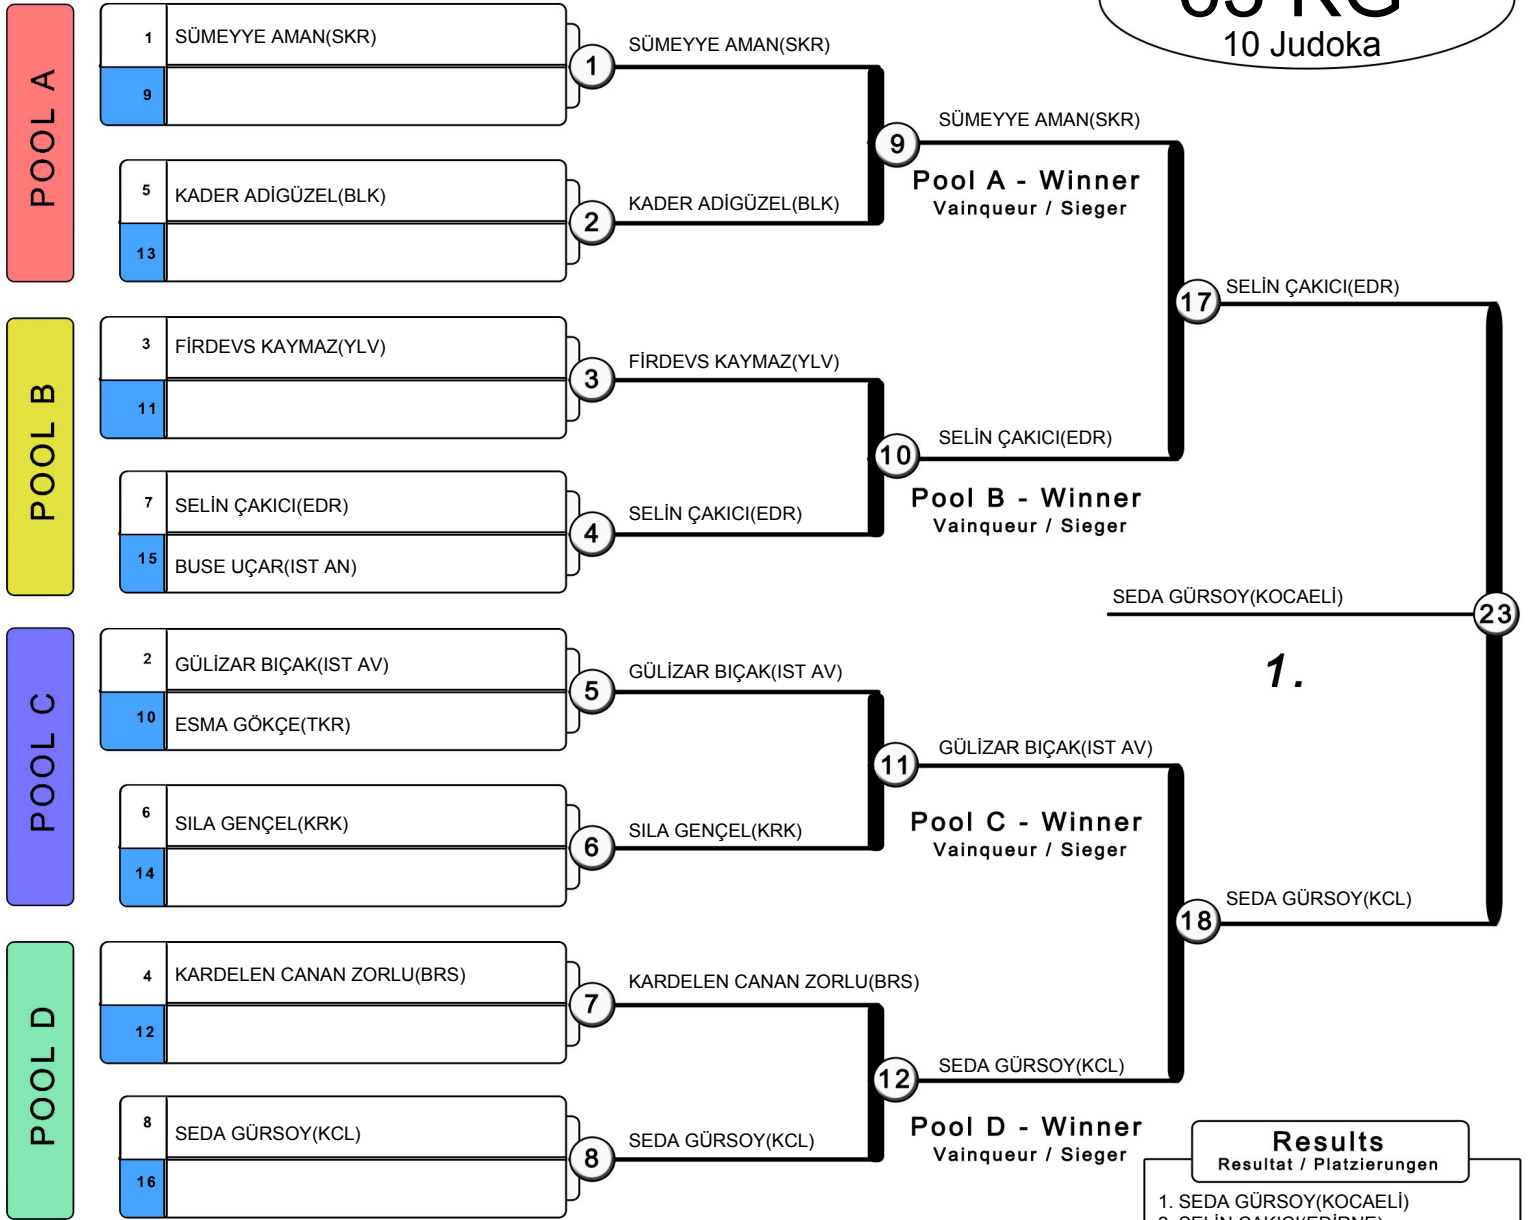 10 Judoka
POOL A
1 SÜMEYYE AMAN(SKR)
9
1
SÜMEYYE AMAN(SKR)
5 KADER ADİGÜZEL(BLK)
13
2
KADER ADİGÜZEL(BLK)
9
SÜMEYYE AMAN(SKR)
Pool A - Winner
Vainqueur / Sieger
POOL B
3 FİRDEVS KAYMAZ(YLV)
11
3
FİRDEVS KAYMAZ(YLV)
7 SELİN ÇAKICI(EDR)
15 BUSE UÇAR(IST AN)
4
SELİN ÇAKICI(EDR)
10
SELİN ÇAKICI(EDR)
Pool B - Winner
Vainqueur / Sieger
17
SELİN ÇAKICI(EDR)
SEDA GÜRSOY(KOCAELİ)
23
1.
POOL C
2 GÜLİZAR BIÇAK(IST AV)
10 ESMA GÖKÇE(TKR)
5
GÜLİZAR BIÇAK(IST AV)
6 SILA GENÇEL(KRK)
14
6
SILA GENÇEL(KRK)
11
GÜLİZAR BIÇAK(IST AV)
Pool C - Winner
Vainqueur / Sieger
18
SEDA GÜRSOY(KCL)
POOL D
4 KARDELEN CANAN ZORLU(BRS)
12
7
KARDELEN CANAN ZORLU(BRS)
8 SEDA GÜRSOY(KCL)
16
8
SEDA GÜRSOY(KCL)
12
SEDA GÜRSOY(KCL)
Pool D - Winner
Vainqueur / Sieger
Results
Resultat / Platzierungen
1. SEDA GÜRSOY(KOCAELİ)